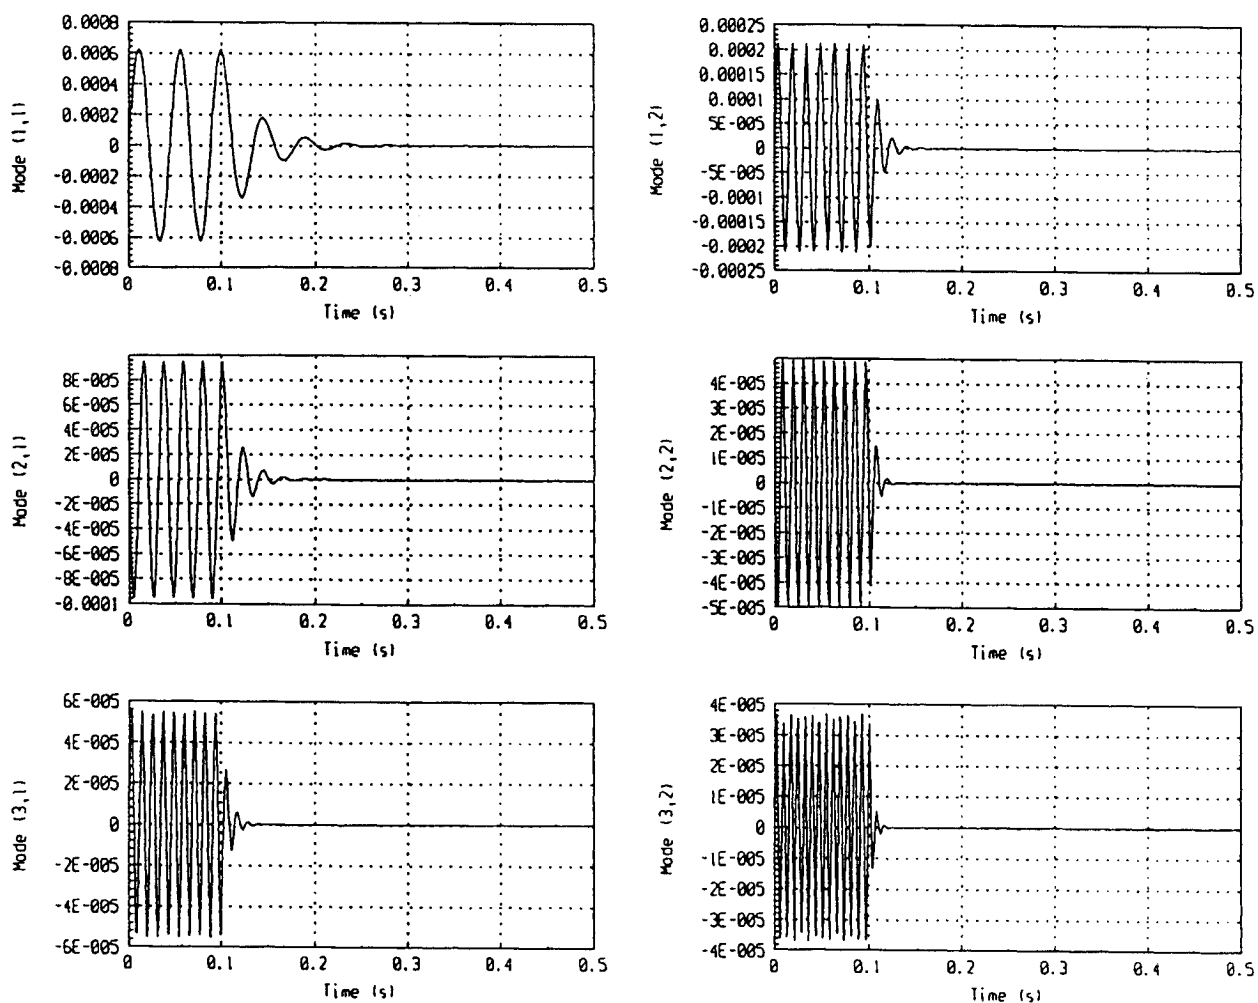 0.0008
0.0006
0.0004
0.0002
0
-0.0002
-0.0004
-0.0006
-0.0008
Mode (1,1)
0 0.1 0.2 0.3 0.4 0.5
Time (s)
0.00025
0.0002
0.00015
0.0001
5E-005
0
-5E-005
-0.0001
-0.00015
-0.0002
-0.00025
Mode (1,2)
0 0.1 0.2 0.3 0.4 0.5
Time (s)
8E-005
6E-005
4E-005
2E-005
0
-2E-005
-4E-005
-6E-005
-8E-005
-0.0001
Mode (2,1)
0 0.1 0.2 0.3 0.4 0.5
Time (s)
4E-005
3E-005
2E-005
1E-005
0
-1E-005
-2E-005
-3E-005
-4E-005
-5E-005
Mode (2,2)
0 0.1 0.2 0.3 0.4 0.5
Time (s)
6E-005
4E-005
2E-005
0
-2E-005
-4E-005
-6E-005
Mode (3,1)
0 0.1 0.2 0.3 0.4 0.5
Time (s)
4E-005
3E-005
2E-005
1E-005
0
-1E-005
-2E-005
-3E-005
-4E-005
Mode (3,2)
0 0.1 0.2 0.3 0.4 0.5
Time (s)